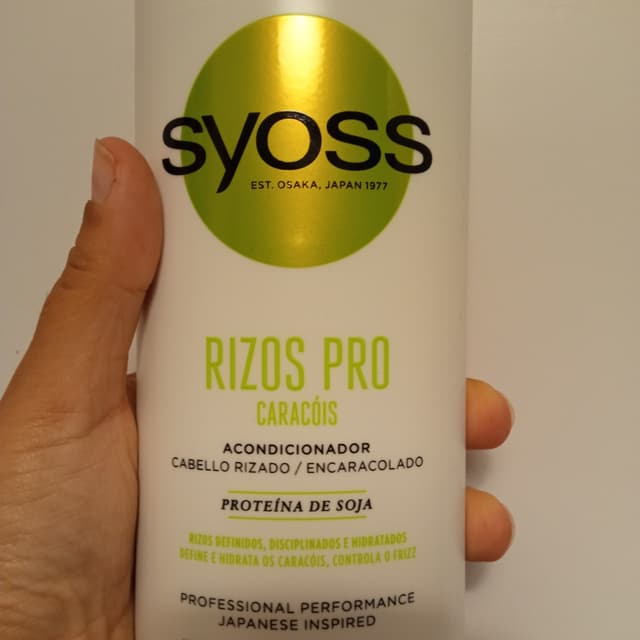 syoss
EST. OSAKA, JAPAN 1977
RIZOS PRO
CARACÓIS
ACONDICIONADOR
CABELLO RIZADO / ENCARACOLADO
PROTEÍNA DE SOJA
RIZOS DEFINIDOS, DISCIPLINADOS E HIDRATADOS
DEFINE E HIDRATA OS CARACÓIS, CONTROLA O FRIZZ
PROFESSIONAL PERFORMANCE
JAPANESE INSPIRED